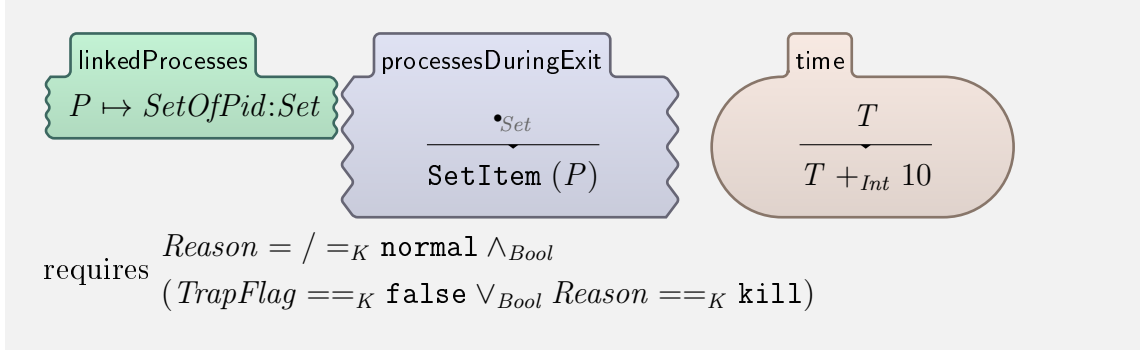 linkedProcesses processesDuringExit time
P ↦ SetOfPid:Set
•Set T
SetItem (P) T +Int 10
requires Reason =/=K normal ∧Bool
(TrapFlag ==K false ∨Bool Reason ==K kill)